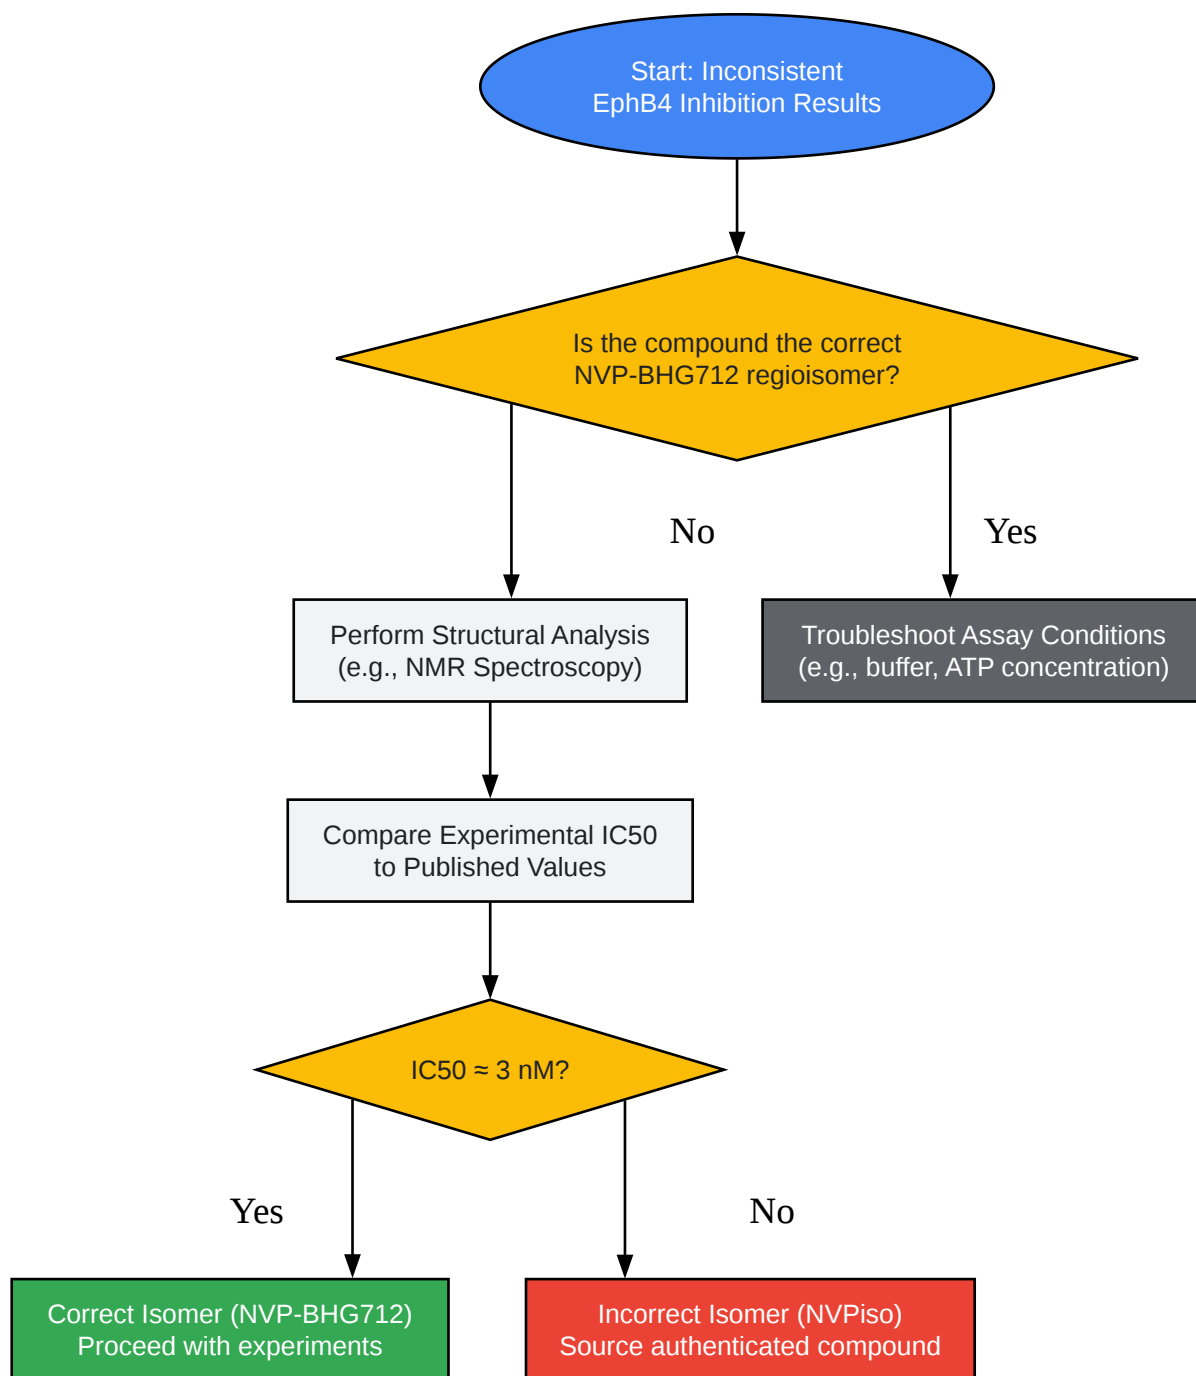 Start: Inconsistent
EphB4 Inhibition Results
Is the compound the correct
NVP-BHG712 regioisomer?
No
Yes
Perform Structural Analysis
(e.g., NMR Spectroscopy)
Troubleshoot Assay Conditions
(e.g., buffer, ATP concentration)
Compare Experimental IC50
to Published Values
IC50 ≈ 3 nM?
Yes
No
Correct Isomer (NVP-BHG712)
Proceed with experiments
Incorrect Isomer (NVPiso)
Source authenticated compound